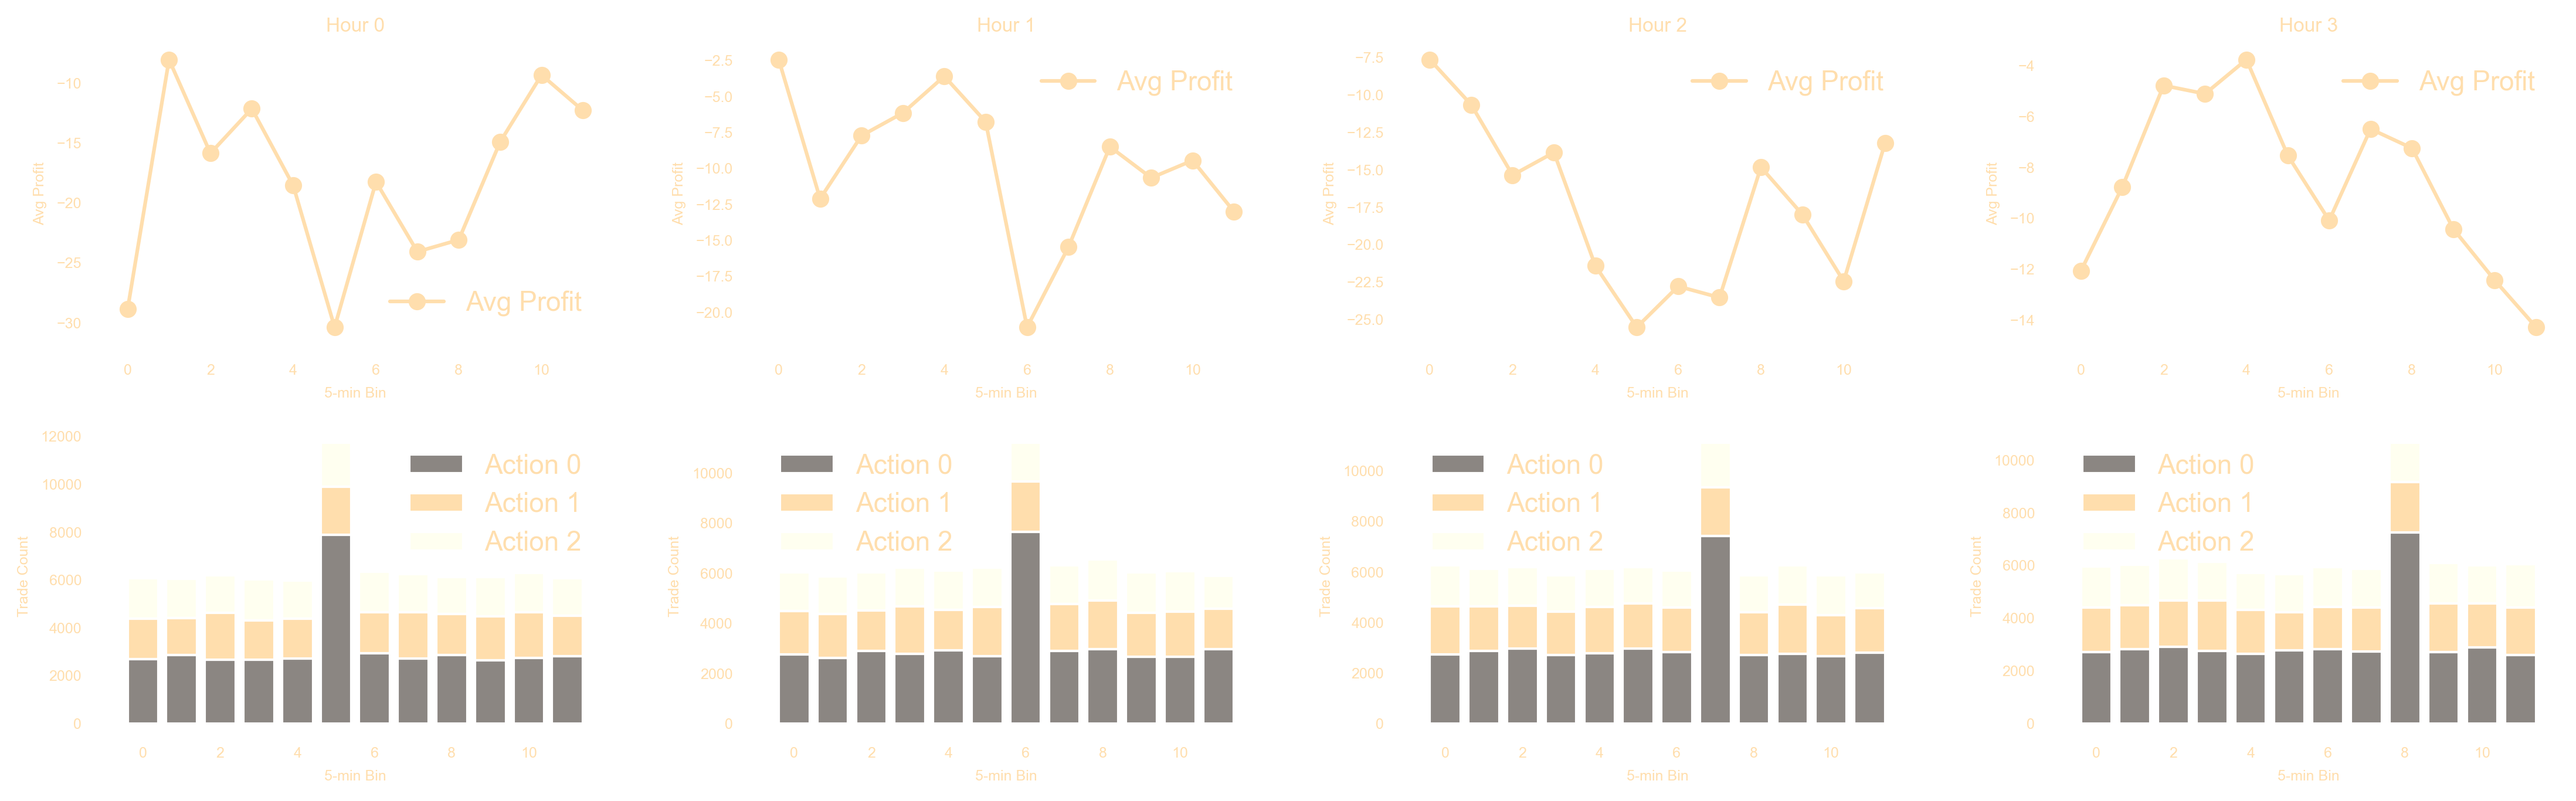 Hour 0
Avg Profit
−10
−15
−20
−25
−30
Avg Profit
0 2 4 6 8 10
5-min Bin
Hour 1
Avg Profit
−2.5
−5.0
−7.5
−10.0
−12.5
−15.0
−17.5
−20.0
Avg Profit
0 2 4 6 8 10
5-min Bin
Hour 2
Avg Profit
−7.5
−10.0
−12.5
−15.0
−17.5
−20.0
−22.5
−25.0
Avg Profit
0 2 4 6 8 10
5-min Bin
Hour 3
Avg Profit
−4
−6
−8
−10
−12
−14
Avg Profit
0 2 4 6 8 10
5-min Bin
Trade Count
12000
10000
8000
6000
4000
2000
0
Action 0
Action 1
Action 2
0 2 4 6 8 10
5-min Bin
Trade Count
10000
8000
6000
4000
2000
0
Action 0
Action 1
Action 2
0 2 4 6 8 10
5-min Bin
Trade Count
10000
8000
6000
4000
2000
0
Action 0
Action 1
Action 2
0 2 4 6 8 10
5-min Bin
Trade Count
10000
8000
6000
4000
2000
0
Action 0
Action 1
Action 2
0 2 4 6 8 10
5-min Bin